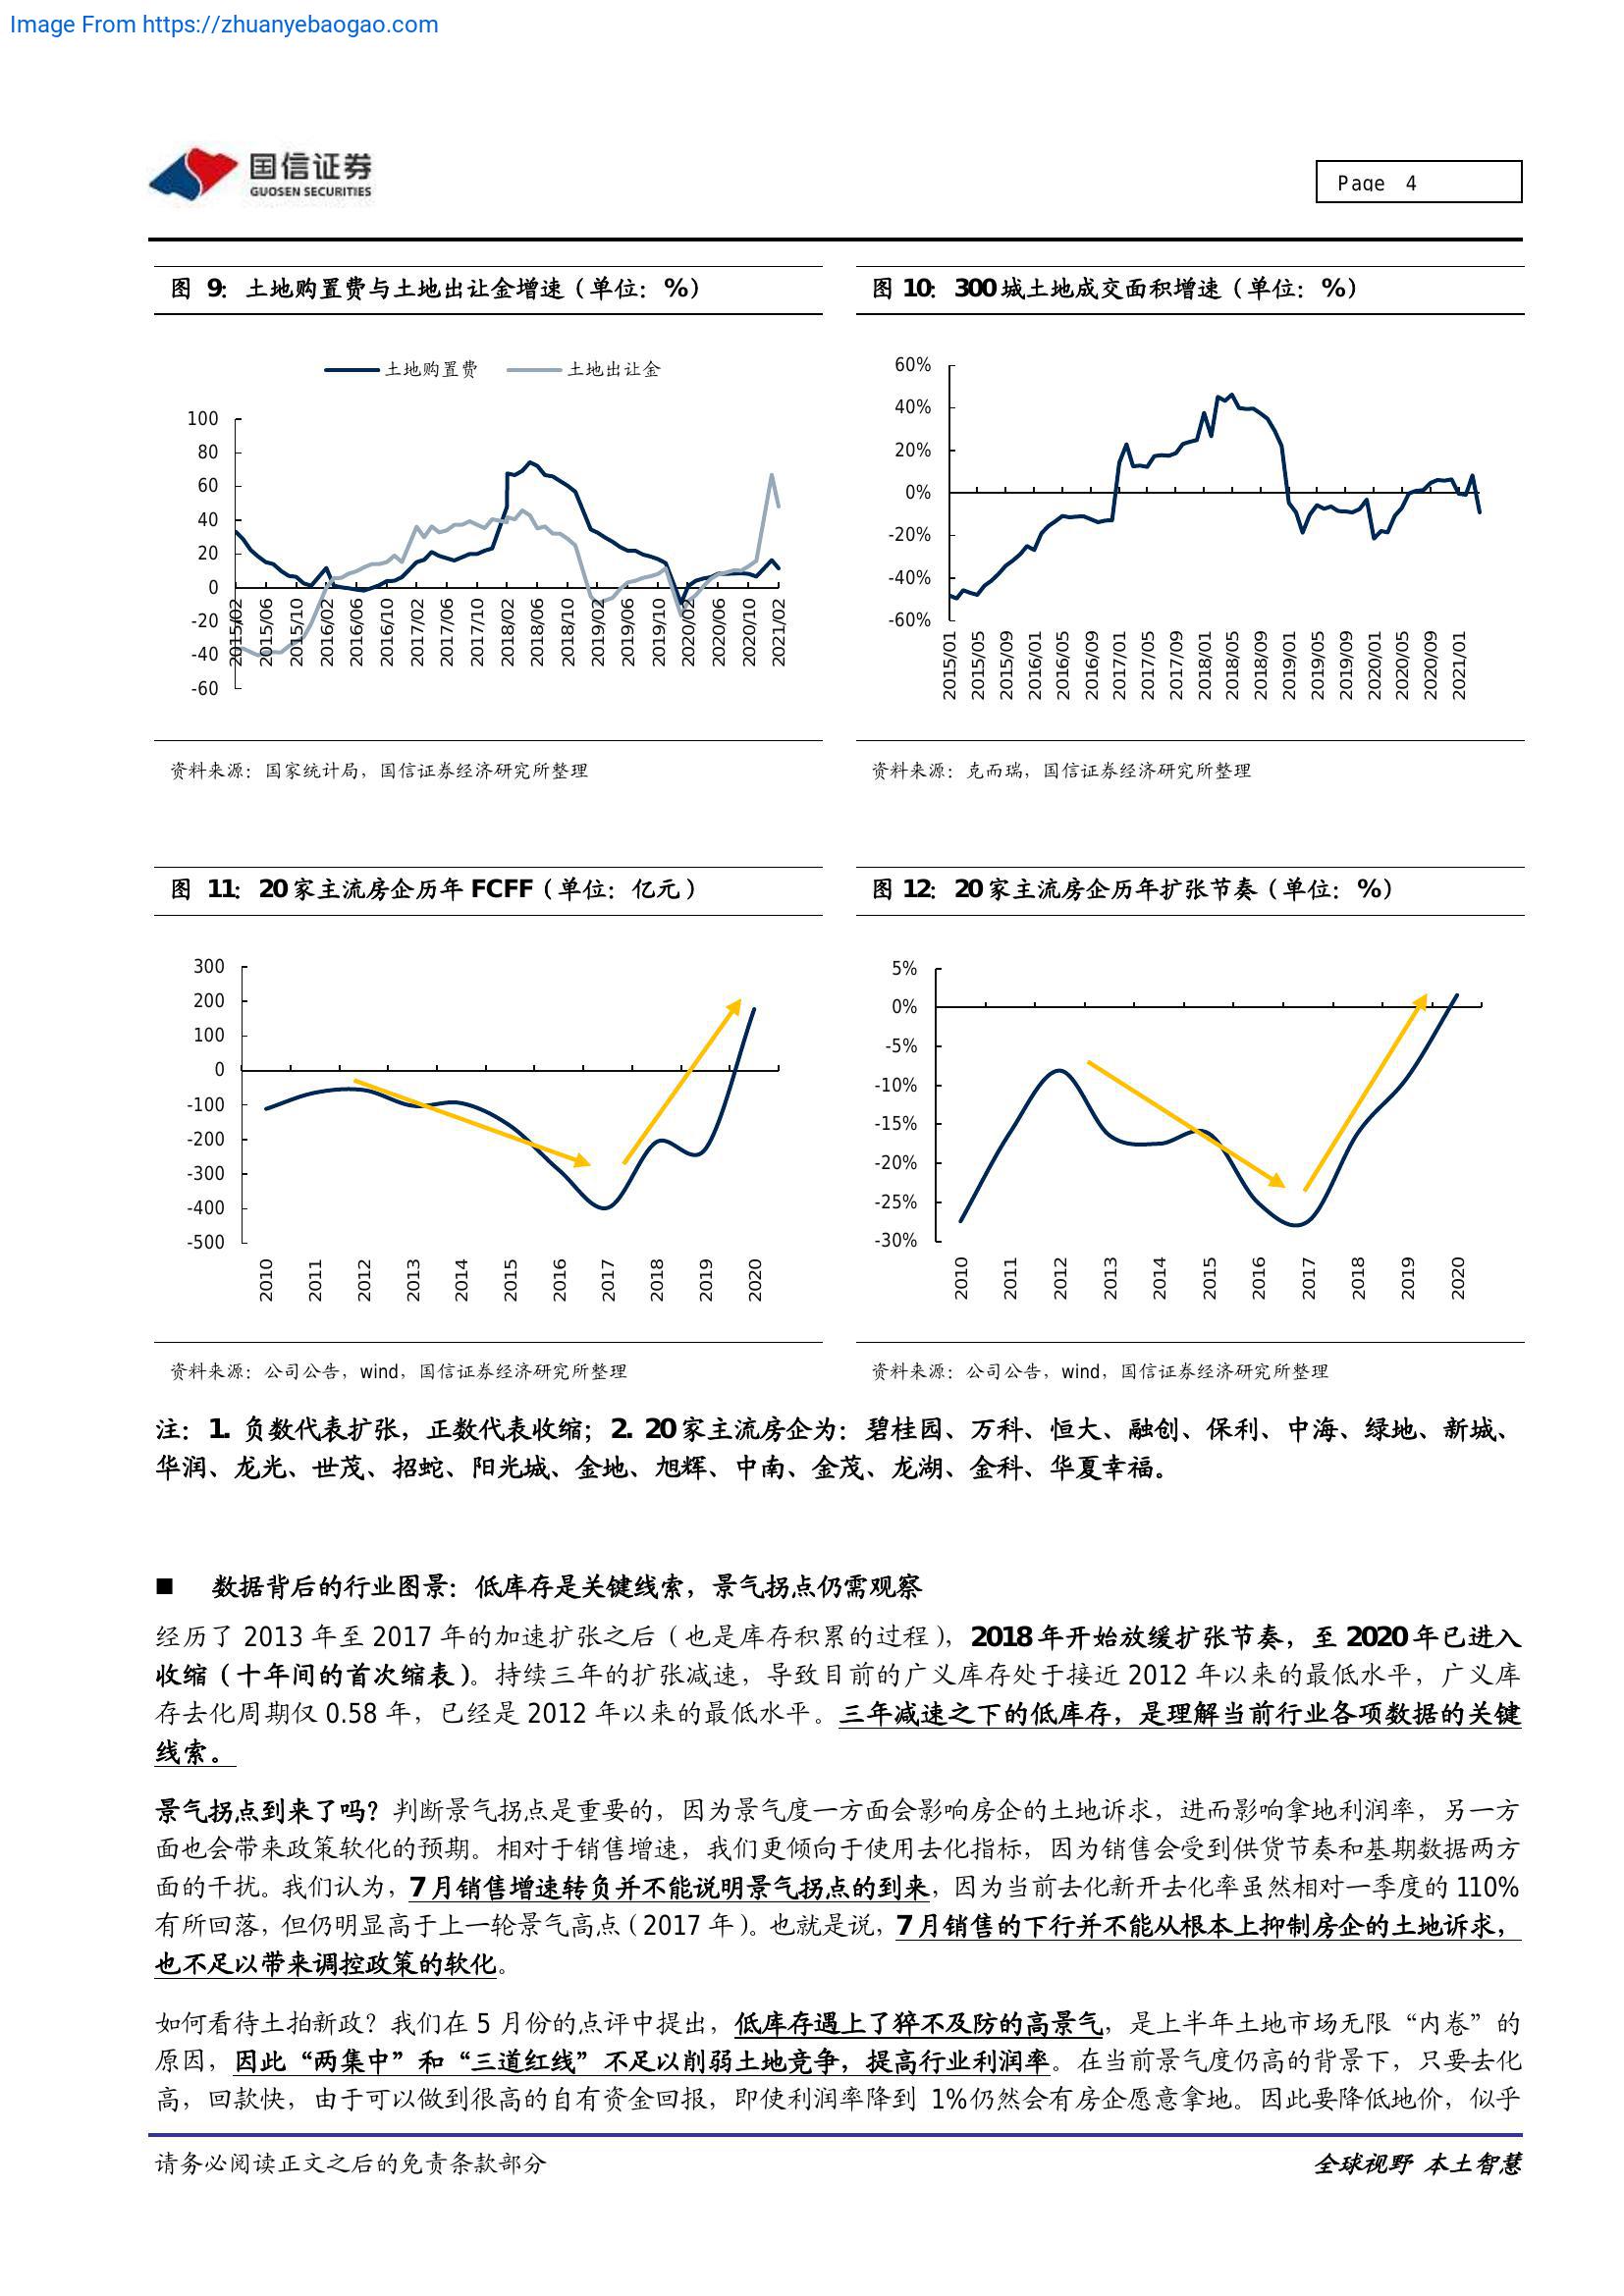 Image From https://zhuanyebaogao.com
国信证券
GUOSEN SECURITIES
Page 4
图 9：土地购置费与土地出让金增速（单位：%）
土地购置费 土地出让金
100
80
60
40
20
0
-20
-40
-60
2015/02 2015/06 2015/10 2016/02 2016/06 2016/10 2017/02 2017/06 2017/10 2018/02 2018/06 2018/10 2019/02 2019/06 2019/10 2020/02 2020/06 2020/10 2021/02
资料来源：国家统计局，国信证券经济研究所整理
图 10：300 城土地成交面积增速（单位：%）
60%
40%
20%
0%
-20%
-40%
-60%
2015/01 2015/05 2015/09 2016/01 2016/05 2016/09 2017/01 2017/05 2017/09 2018/01 2018/05 2018/09 2019/01 2019/05 2019/09 2020/01 2020/05 2020/09 2021/01
资料来源：克而瑞，国信证券经济研究所整理
图 11：20 家主流房企历年 FCFF（单位：亿元）
300
200
100
0
-100
-200
-300
-400
-500
2010 2011 2012 2013 2014 2015 2016 2017 2018 2019 2020
资料来源：公司公告，wind，国信证券经济研究所整理
图 12：20 家主流房企历年扩张节奏（单位：%）
5%
0%
-5%
-10%
-15%
-20%
-25%
-30%
2010 2011 2012 2013 2014 2015 2016 2017 2018 2019 2020
资料来源：公司公告，wind，国信证券经济研究所整理
注：1. 负数代表扩张，正数代表收缩；2. 20 家主流房企为：碧桂园、万科、恒大、融创、保利、中海、绿地、新城、
华润、龙光、世茂、招蛇、阳光城、金地、旭辉、中南、金茂、龙湖、金科、华夏幸福。
■ 数据背后的行业图景：低库存是关键线索，景气拐点仍需观察
经历了 2013 年至 2017 年的加速扩张之后（也是库存积累的过程），2018 年开始放缓扩张节奏，至 2020 年已进入
收缩（十年间的首次缩表）。持续三年的扩张减速，导致目前的广义库存处于接近 2012 年以来的最低水平，广义库
存去化周期仅 0.58 年，已经是 2012 年以来的最低水平。三年减速之下的低库存，是理解当前行业各项数据的关键
线索。
景气拐点到来了吗？判断景气拐点是重要的，因为景气度一方面会影响房企的土地诉求，进而影响拿地利润率，另一方
面也会带来政策软化的预期。相对于销售增速，我们更倾向于使用去化指标，因为销售会受到供货节奏和基期数据两方
面的干扰。我们认为，7 月销售增速转负并不能说明景气拐点的到来，因为当前去化新开去化率虽然相对一季度的 110%
有所回落，但仍明显高于上一轮景气高点（2017 年）。也就是说，7 月销售的下行并不能从根本上抑制房企的土地诉求，
也不足以带来调控政策的软化。
如何看待土拍新政？我们在 5 月份的点评中提出，低库存遇上了猝不及防的高景气，是上半年土地市场无限“内卷”的
原因，因此“两集中”和“三道红线”不足以削弱土地竞争，提高行业利润率。在当前景气度仍高的背景下，只要去化
高，回款快，由于可以做到很高的自有资金回报，即使利润率降到 1%仍然会有房企愿意拿地。因此要降低地价，似乎
请务必阅读正文之后的免责条款部分
全球视野 本土智慧